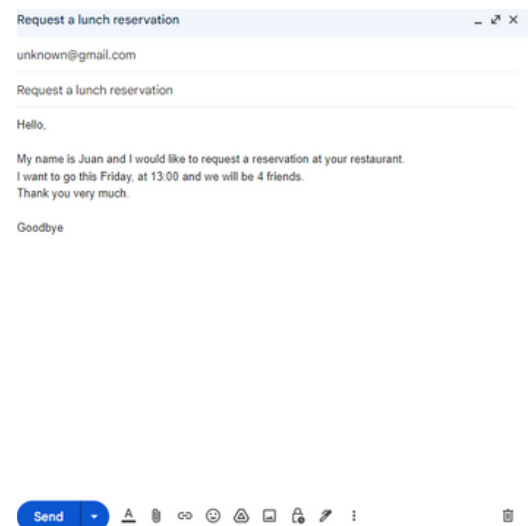 Request a lunch reservation
unknown@gmail.com
Request a lunch reservation
Hello,
My name is Juan and I would like to request a reservation at your restaurant.
I want to go this Friday, at 13:00 and we will be 4 friends.
Thank you very much.
Goodbye
Send